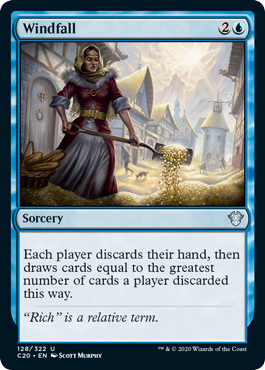 Windfall 2
Sorcery
Each player discards their hand, then
draws cards equal to the greatest
number of cards a player discarded
this way.
“Rich” is a relative term.
128/322 U
C20 • EN Scott Murphy
™ & © 2020 Wizards of the Coast